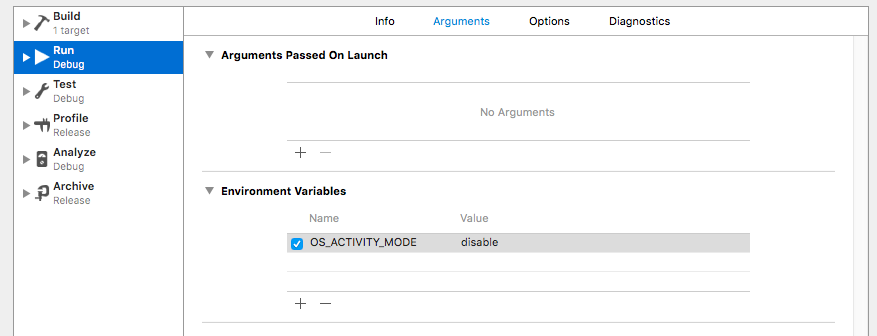 Build
1 target
Run
Debug
Test
Debug
Profile
Release
Analyze
Debug
Archive
Release
Info Arguments Options Diagnostics
Arguments Passed On Launch
No Arguments
Environment Variables
Name Value
OS_ACTIVITY_MODE disable